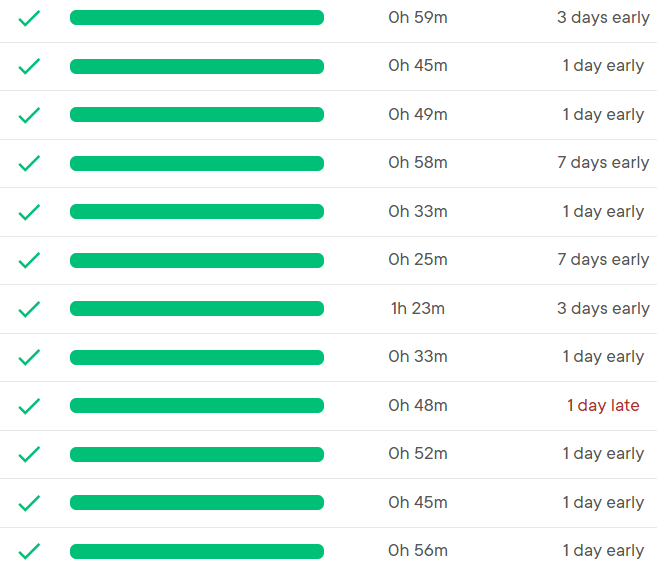 0h 59m 3 days early
0h 45m 1 day early
0h 49m 1 day early
0h 58m 7 days early
0h 33m 1 day early
0h 25m 7 days early
1h 23m 3 days early
0h 33m 1 day early
0h 48m 1 day late
0h 52m 1 day early
0h 45m 1 day early
0h 56m 1 day early